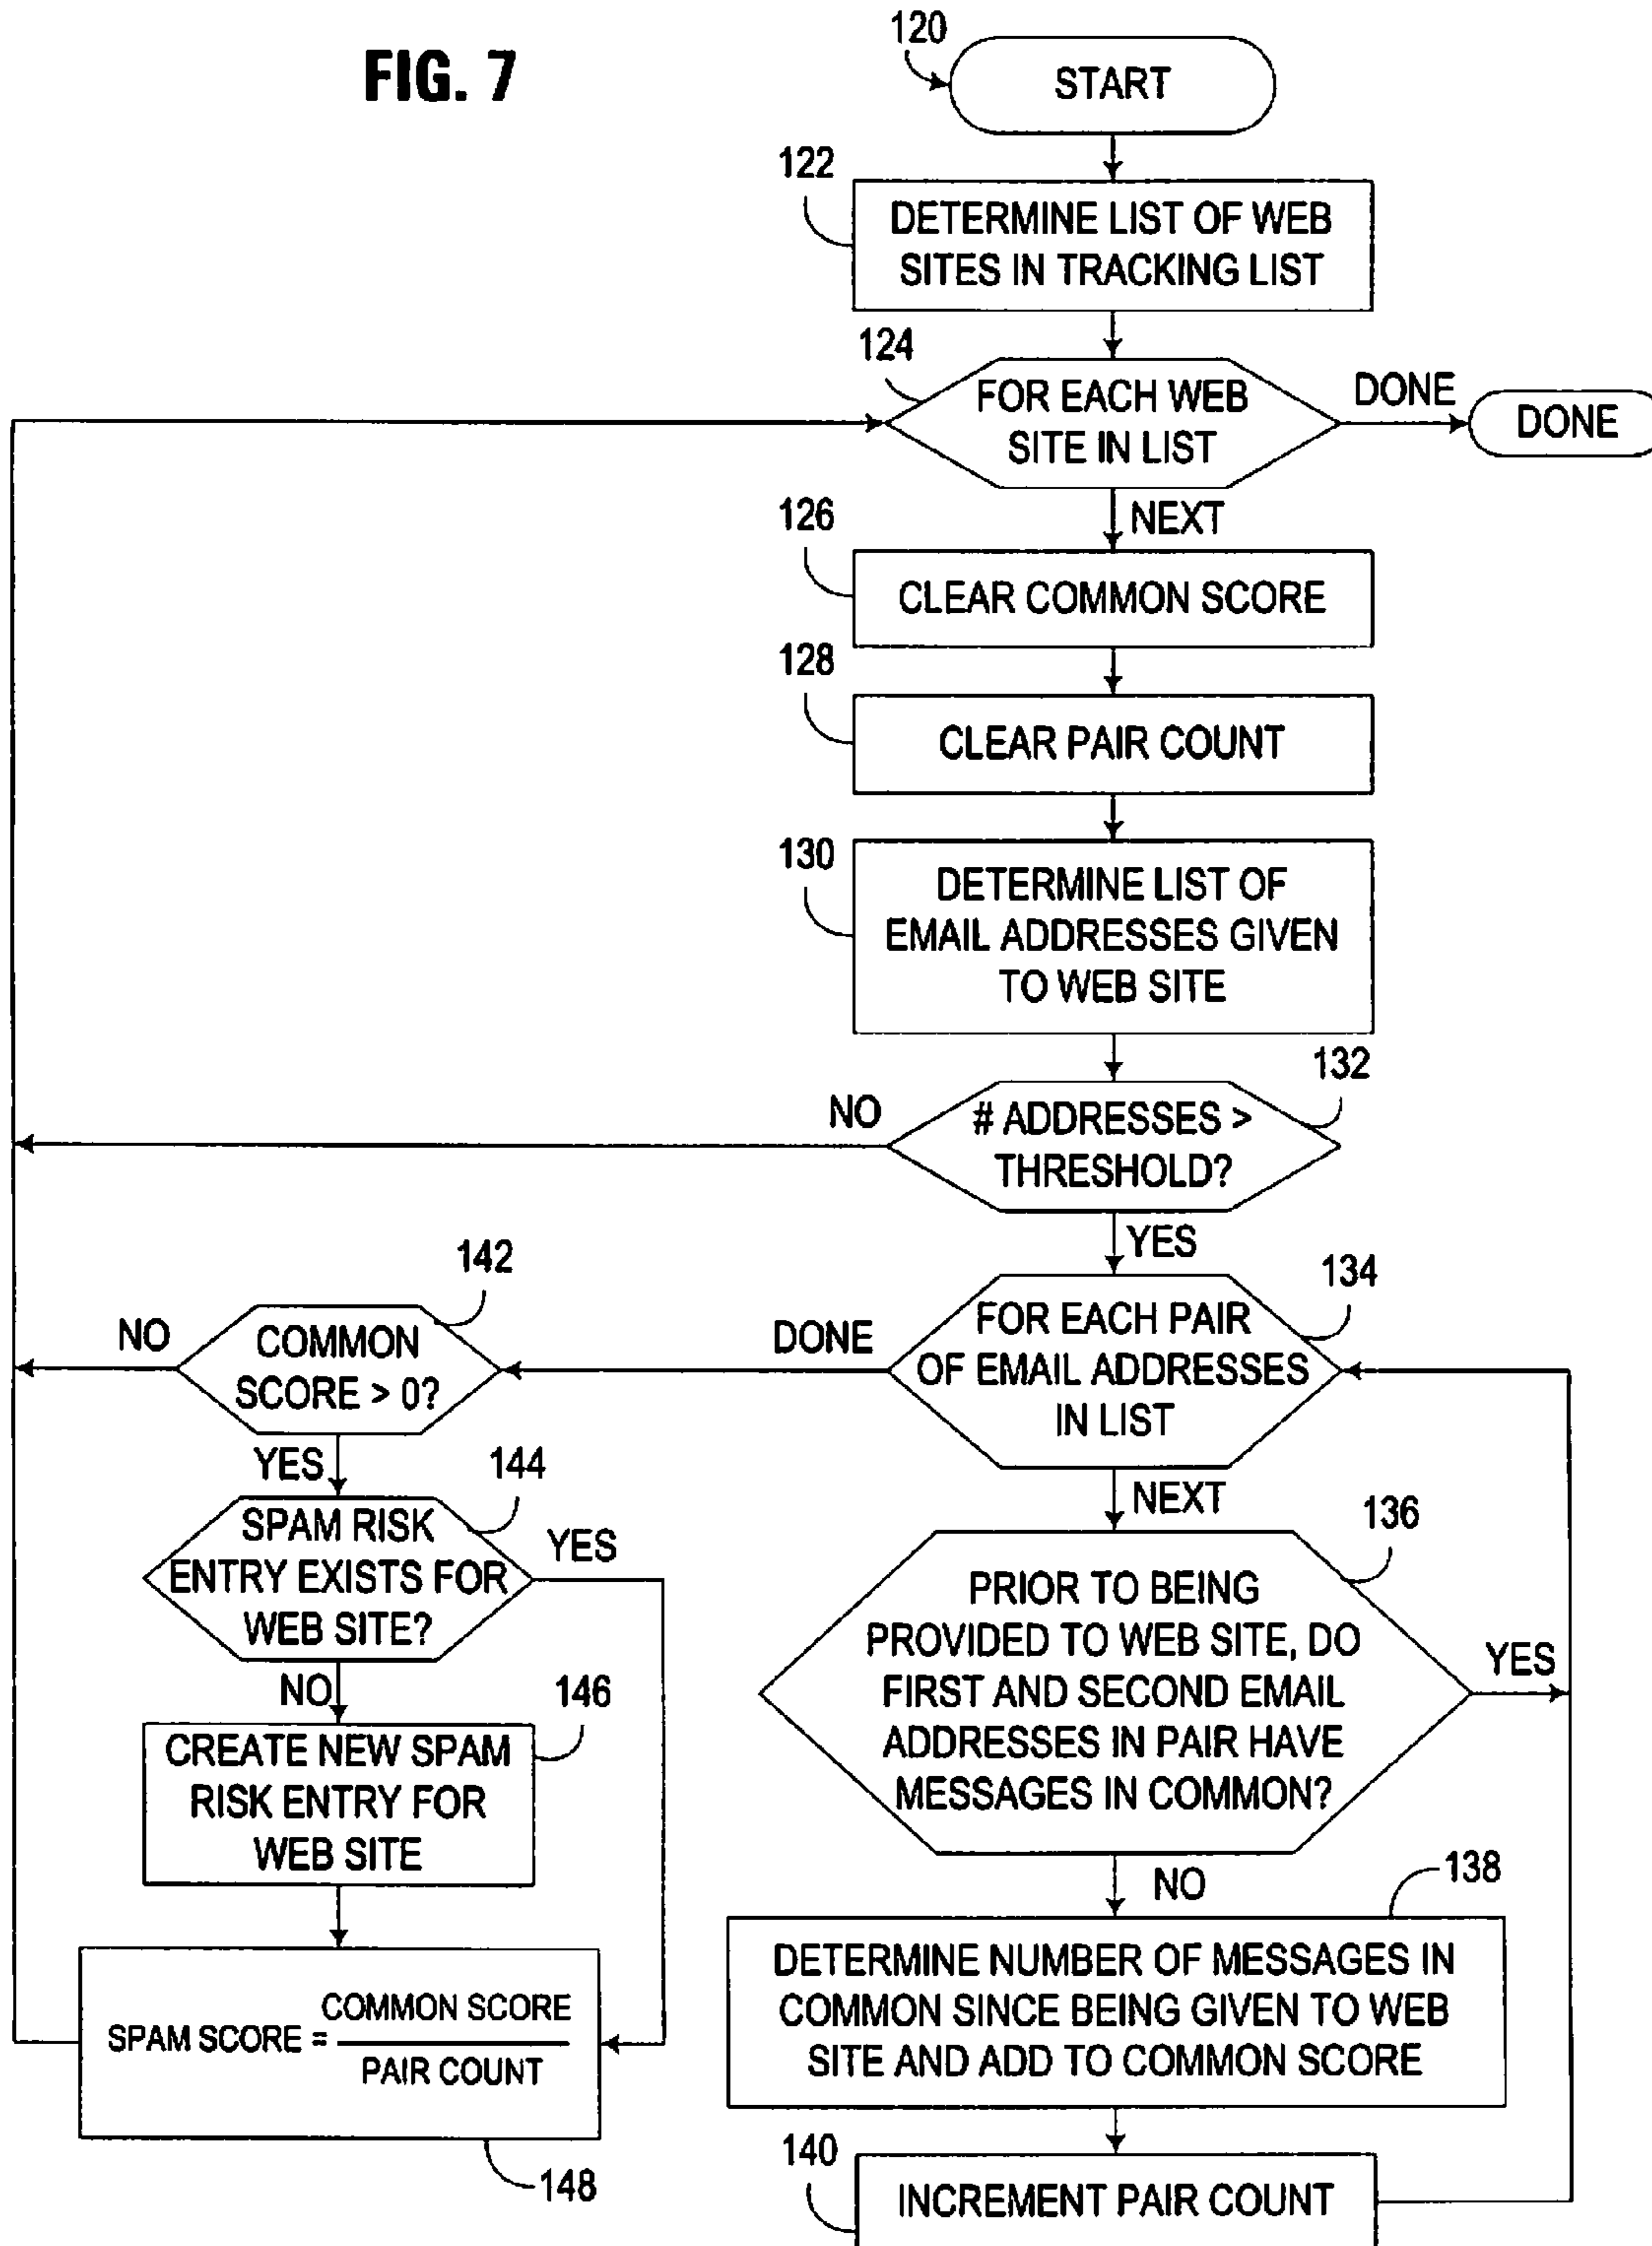 FIG. 7
120
START
122
DETERMINE LIST OF WEB
SITES IN TRACKING LIST
124
FOR EACH WEB
SITE IN LIST
DONE
DONE
NEXT
126
CLEAR COMMON SCORE
128
CLEAR PAIR COUNT
130
DETERMINE LIST OF
EMAIL ADDRESSES GIVEN
TO WEB SITE
132
# ADDRESSES >
THRESHOLD?
NO
YES
134
FOR EACH PAIR
OF EMAIL ADDRESSES
IN LIST
DONE
NEXT
136
PRIOR TO BEING
PROVIDED TO WEB SITE, DO
FIRST AND SECOND EMAIL
ADDRESSES IN PAIR HAVE
MESSAGES IN COMMON?
YES
NO
138
DETERMINE NUMBER OF MESSAGES IN
COMMON SINCE BEING GIVEN TO WEB
SITE AND ADD TO COMMON SCORE
140
INCREMENT PAIR COUNT
142
COMMON
SCORE > 0?
NO
YES
144
SPAM RISK
ENTRY EXISTS FOR
WEB SITE?
YES
NO
146
CREATE NEW SPAM
RISK ENTRY FOR
WEB SITE
COMMON SCORE
SPAM SCORE =
PAIR COUNT
148